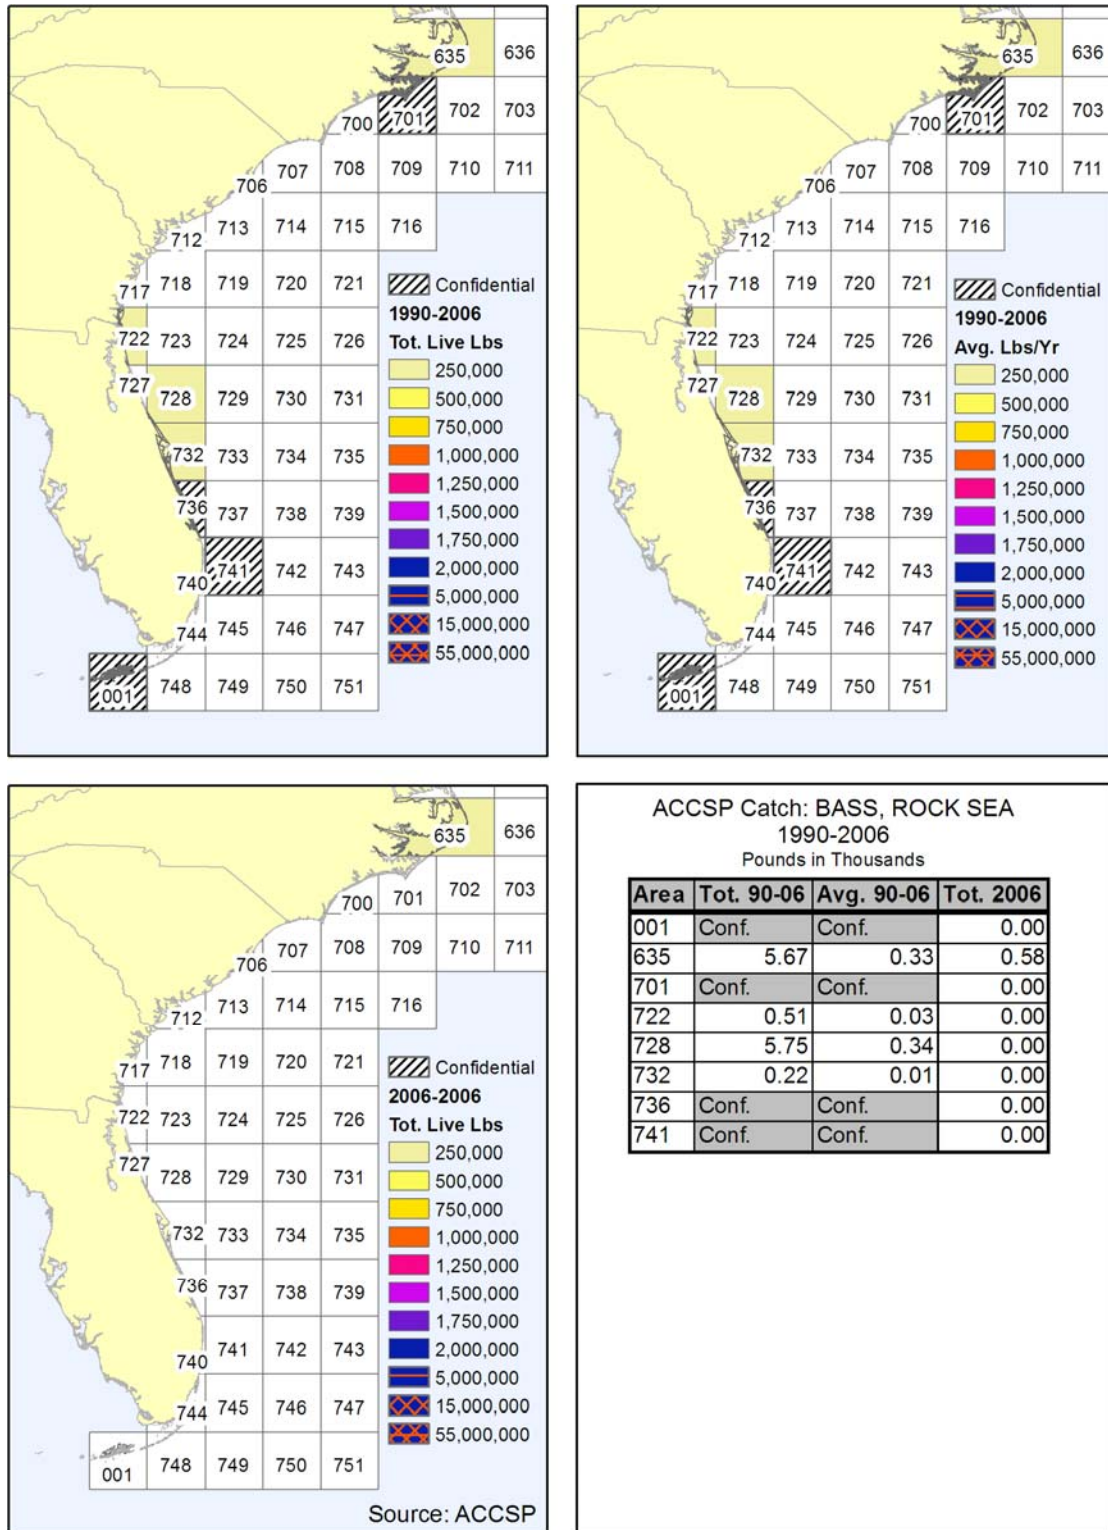 635 636
700 701 702 703
706 707 708 709 710 711
712 713 714 715 716
717 718 719 720 721
722 723 724 725 726
727 728 729 730 731
732 733 734 735
736 737 738 739
740 741 742 743
744 745 746 747
001 748 749 750 751
Confidential
1990-2006
Tot. Live Lbs
250,000
500,000
750,000
1,000,000
1,250,000
1,500,000
1,750,000
2,000,000
5,000,000
15,000,000
55,000,000
635 636
700 701 702 703
706 707 708 709 710 711
712 713 714 715 716
717 718 719 720 721
722 723 724 725 726
727 728 729 730 731
732 733 734 735
736 737 738 739
740 741 742 743
744 745 746 747
001 748 749 750 751
Confidential
1990-2006
Avg. Lbs/Yr
250,000
500,000
750,000
1,000,000
1,250,000
1,500,000
1,750,000
2,000,000
5,000,000
15,000,000
55,000,000
635 636
700 701 702 703
706 707 708 709 710 711
712 713 714 715 716
717 718 719 720 721
722 723 724 725 726
727 728 729 730 731
732 733 734 735
736 737 738 739
740 741 742 743
744 745 746 747
001 748 749 750 751
Confidential
2006-2006
Tot. Live Lbs
250,000
500,000
750,000
1,000,000
1,250,000
1,500,000
1,750,000
2,000,000
5,000,000
15,000,000
55,000,000
Source: ACCSP
ACCSP Catch: BASS, ROCK SEA
1990-2006
Pounds in Thousands
Area Tot. 90-06 Avg. 90-06 Tot. 2006
001 Conf. Conf. 0.00
635 5.67 0.33 0.58
701 Conf. Conf. 0.00
722 0.51 0.03 0.00
728 5.75 0.34 0.00
732 0.22 0.01 0.00
736 Conf. Conf. 0.00
741 Conf. Conf. 0.00